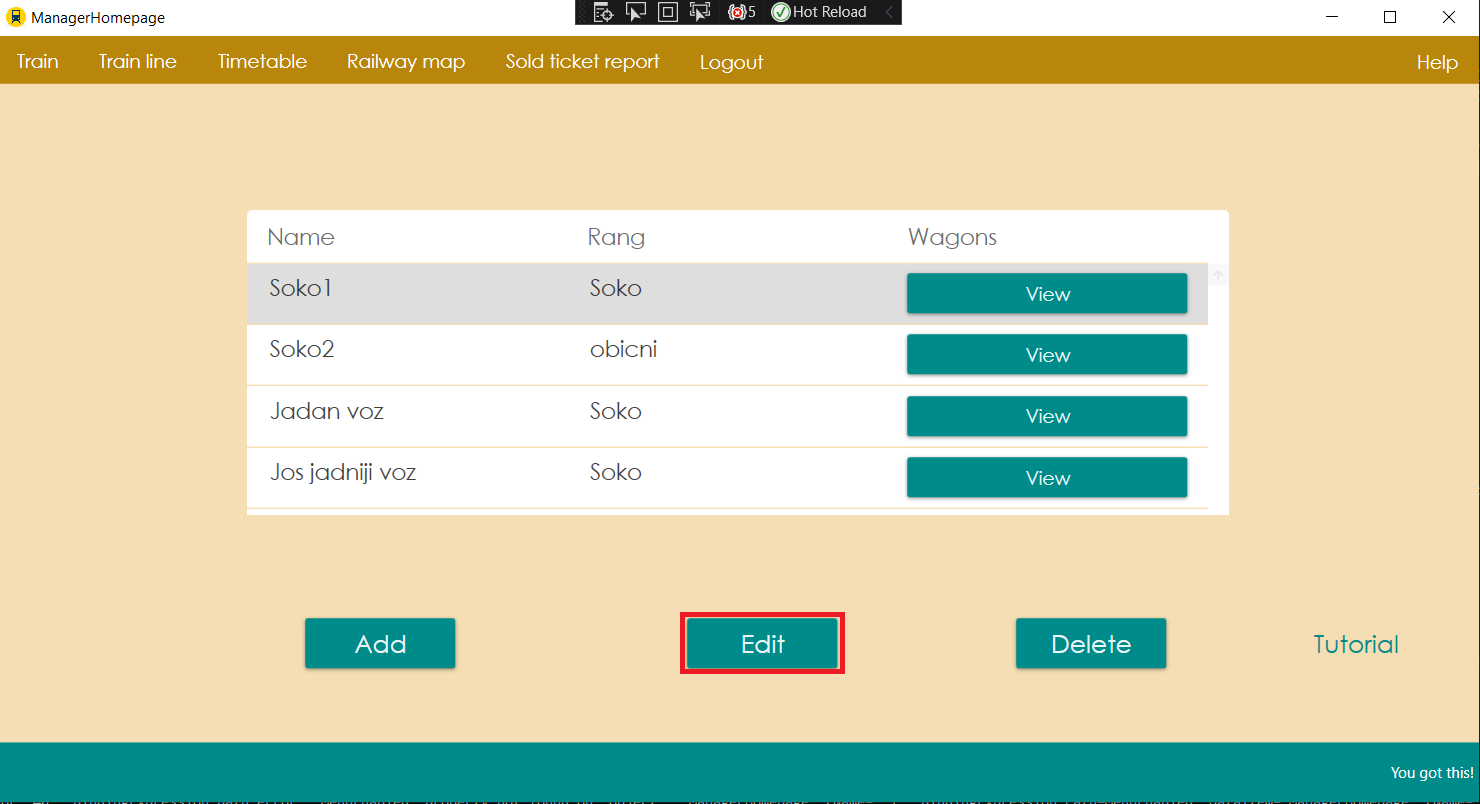 ManagerHomepage
5 Hot Reload
Train Train line Timetable Railway map Sold ticket report Logout Help
Name Rang Wagons
Soko1 Soko View
Soko2 obicni View
Jadan voz Soko View
Jos jadniji voz Soko View
Add Edit Delete Tutorial
You got this!